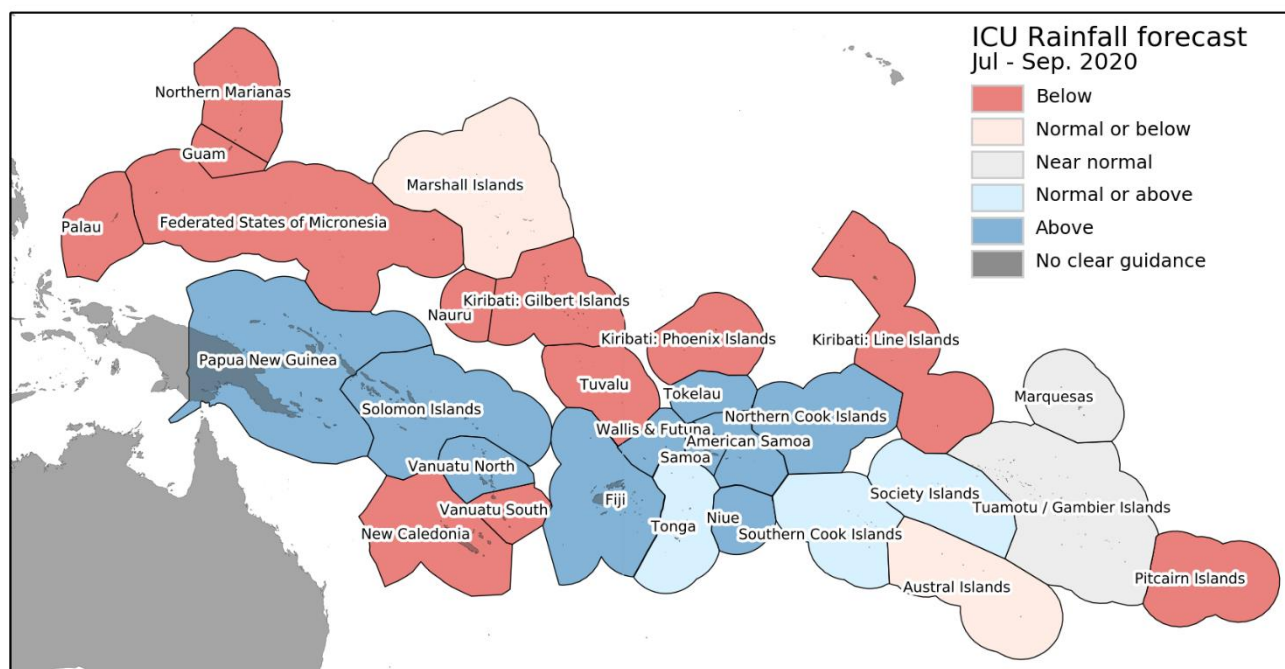 ICU Rainfall forecast
Jul - Sep. 2020
Below
Normal or below
Near normal
Normal or above
Above
No clear guidance
Northern Marianas
Guam
Marshall Islands
Palau
Federated States of Micronesia
Kiribati: Gilbert Islands
Nauru
Kiribati: Phoenix Islands
Kiribati: Line Islands
Papua New Guinea
Tuvalu
Tokelau
Marquesas
Solomon Islands
Northern Cook Islands
Wallis & Futuna
American Samoa
Samoa
Vanuatu North
Fiji
Society Islands
Tuamotu / Gambier Islands
Vanuatu South
Niue
Tonga
New Caledonia
Southern Cook Islands
Pitcairn Islands
Austral Islands